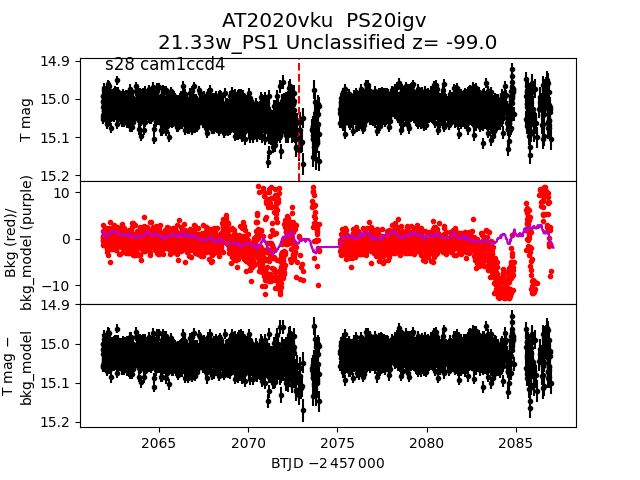 AT2020vku  PS20igv
21.33w_PS1 Unclassified z= -99.0
s28 cam1ccd4
T mag
14.9
15.0
15.1
15.2
Bkg (red)/
bkg_model (purple)
10
0
−10
T mag −
bkg_model
14.9
15.0
15.1
15.2
2065 2070 2075 2080 2085
BTJD −2 457 000